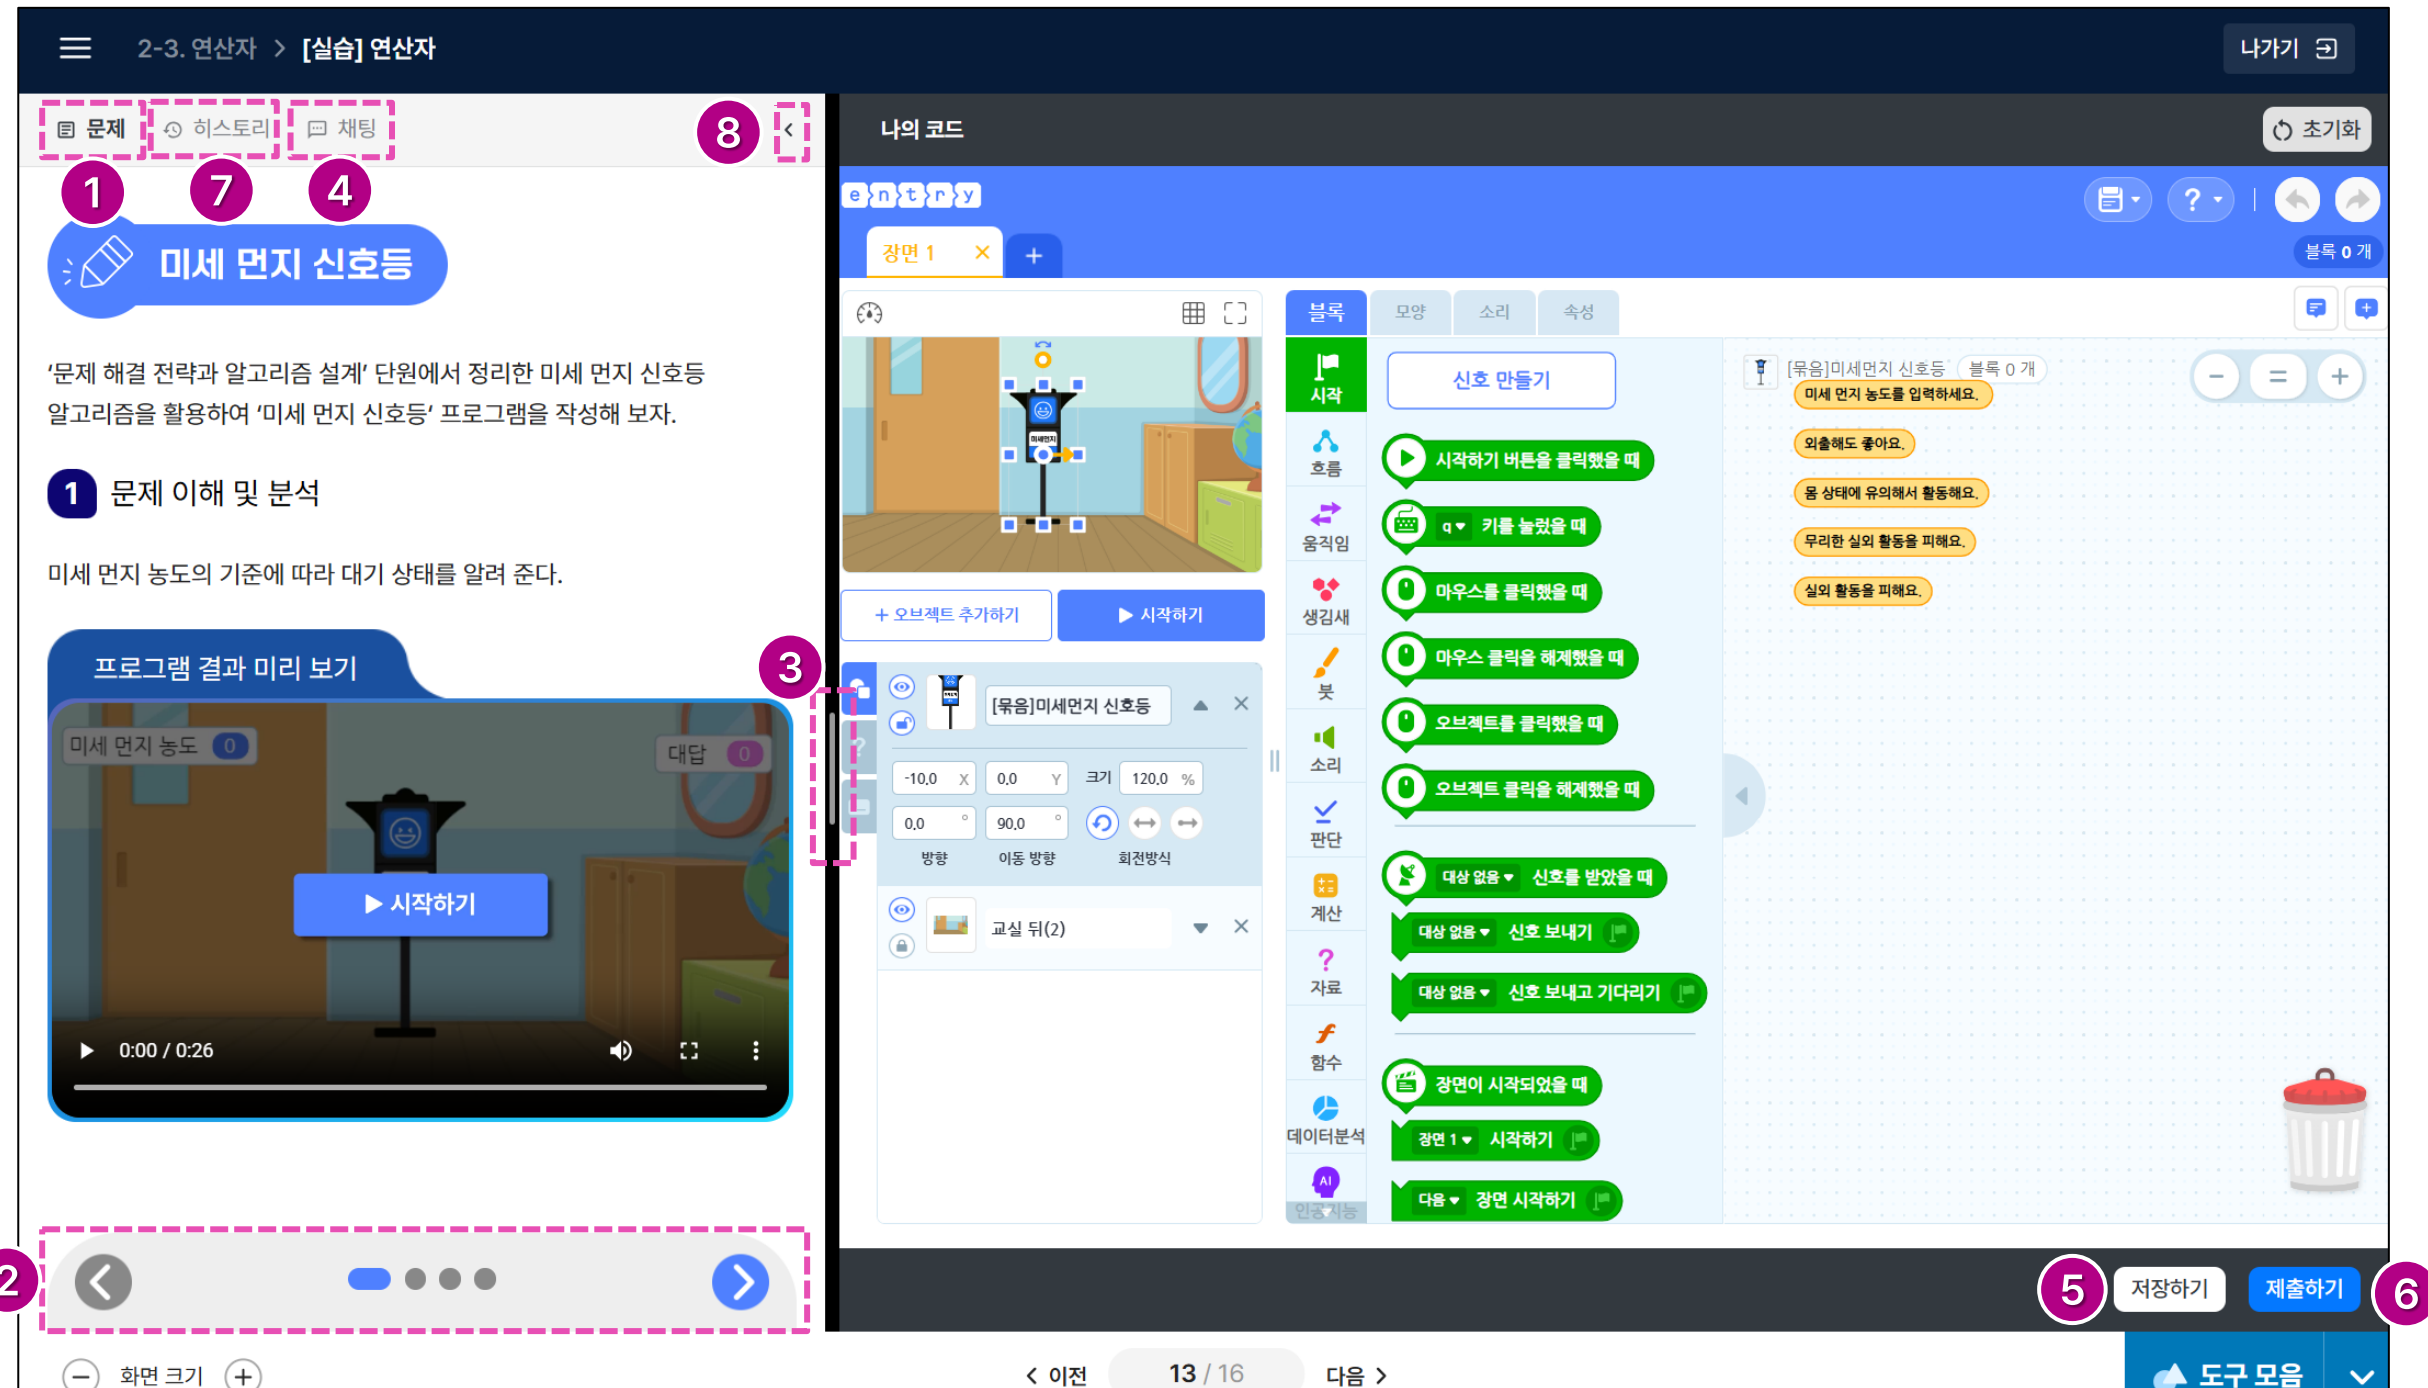 2-3. 연산자 > [실습] 연산자
나가기
문제
히스토리
채팅
8
1
7
4
나의 코드
초기화
entry
장면 1
블록 0 개
미세 먼지 신호등
'문제 해결 전략과 알고리즘 설계' 단원에서 정리한 미세 먼지 신호등
알고리즘을 활용하여 '미세 먼지 신호등' 프로그램을 작성해 보자.
1 문제 이해 및 분석
미세 먼지 농도의 기준에 따라 대기 상태를 알려 준다.
프로그램 결과 미리 보기
미세 먼지 농도 0
대답 0
▶ 시작하기
0:00 / 0:26
2
3
미세먼지
+ 오브젝트 추가하기
▶ 시작하기
[묶음]미세먼지 신호등
-10.0 X
0.0 Y
크기 120.0 %
0.0 °
90.0 °
방향
이동 방향
회전방식
교실 뒤(2)
블록
모양
소리
속성
시작
흐름
움직임
생김새
붓
소리
판단
계산
자료
함수
데이터분석
AI
인공지능
신호 만들기
시작하기 버튼을 클릭했을 때
q 키를 눌렀을 때
마우스를 클릭했을 때
마우스 클릭을 해제했을 때
오브젝트를 클릭했을 때
오브젝트 클릭을 해제했을 때
대상 없음 신호를 받았을 때
대상 없음 신호 보내기
대상 없음 신호 보내고 기다리기
장면이 시작되었을 때
장면 1 시작하기
다음 장면 시작하기
[묶음]미세먼지 신호등 블록 0 개
미세 먼지 농도를 입력하세요.
외출해도 좋아요.
몸 상태에 유의해서 활동해요.
무리한 실외 활동을 피해요.
실외 활동을 피해요.
5
저장하기
제출하기
6
화면 크기
이전
13 / 16
다음
도구 모음